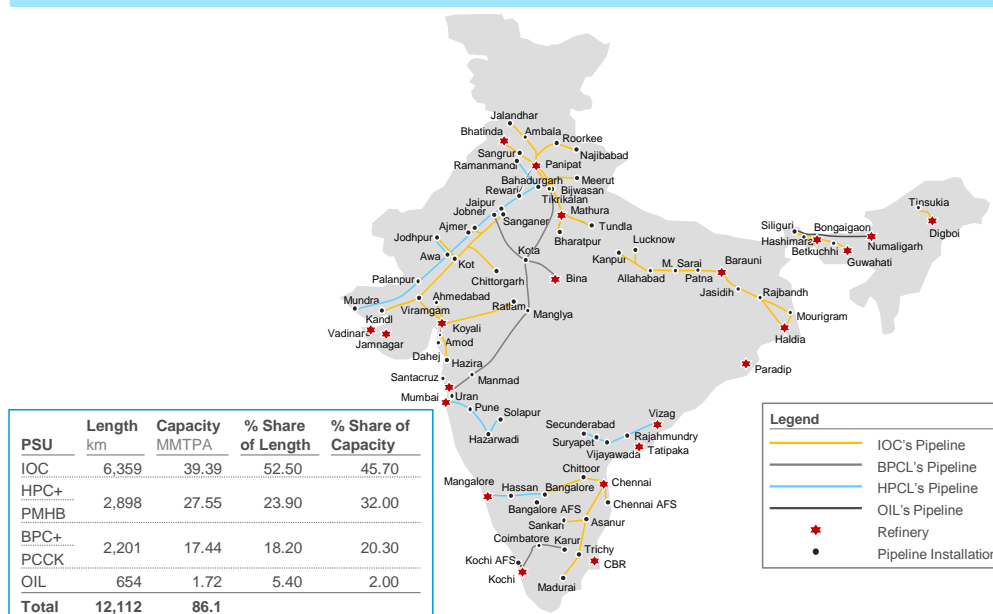 Jalandhar
Bhatinda
Ambala
Roorkee
Sangrur
Najibabad
Ramanmandi
Panipat
Bahadurgarh
Meerut
Rewari
Bijwasan
Tikrikalan
Jaipur
Mathura
Jobner
Sanganer
Tundla
Ajmer
Bharatpur
Jodhpur
Lucknow
Kota
Kanpur
Awa
Kot
Chittorgarh
Bina
Allahabad
M. Sarai
Patna
Barauni
Palanpur
Jasidih
Rajbandh
Mundra
Ahmedabad
Viramgam
Ratlam
Manglya
Kandl
Mourigram
Vadinara
Koyali
Haldia
Jamnagar
Amod
Dahej
Hazira
Paradip
Santacruz
Manmad
Mumbai
Uran
Pune
Solapur
Hazarwadi
Secunderabad
Vizag
Suryapet
Rajahmundry
Vijayawada
Tatipaka
Chittoor
Mangalore
Hassan
Bangalore
Chennai
Bangalore AFS
Chennai AFS
Sankari
Asanur
Coimbatore
Karur
Kochi AFS
Trichy
CBR
Kochi
Madurai
Tinsukia
Siliguri
Bongaigaon
Digboi
Hashimara
Numaligarh
Betkuchhi
Guwahati
PSU Length km Capacity MMTPA % Share of Length % Share of Capacity
IOC 6,359 39.39 52.50 45.70
HPC+ PMHB 2,898 27.55 23.90 32.00
BPC+ PCCK 2,201 17.44 18.20 20.30
OIL 654 1.72 5.40 2.00
Total 12,112 86.1
Legend
IOC's Pipeline
BPCL's Pipeline
HPCL's Pipeline
OIL's Pipeline
Refinery
Pipeline Installation